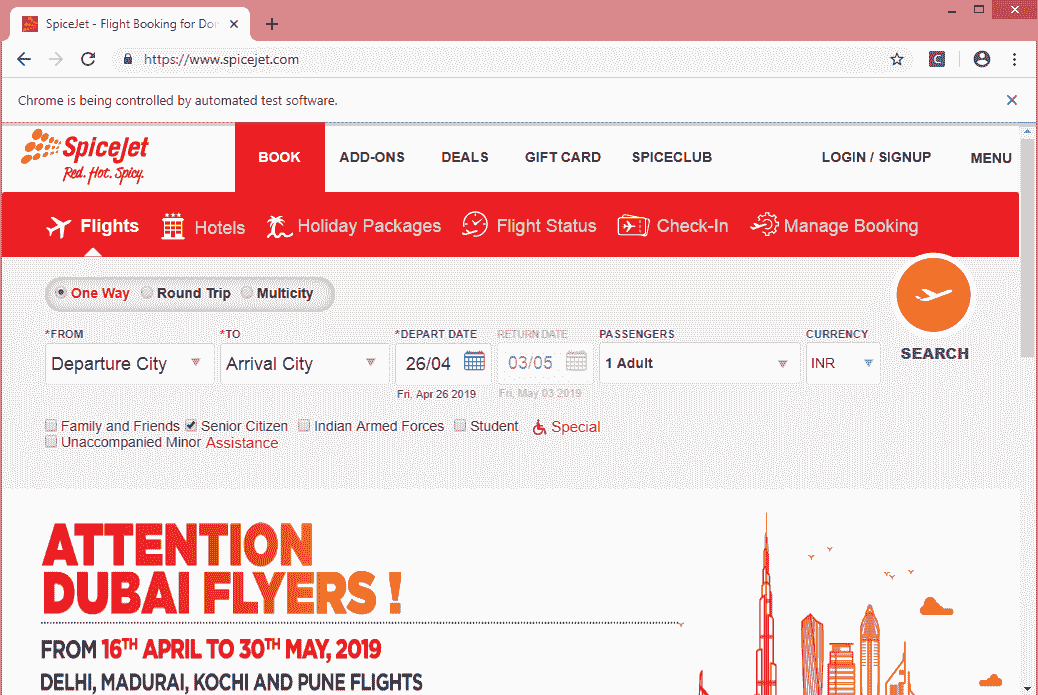 SpiceJet - Flight Booking for Dor
https://www.spicejet.com
Chrome is being controlled by automated test software.
SpiceJet
Red. Hot. Spicy.
BOOK ADD-ONS DEALS GIFT CARD SPICECLUB LOGIN / SIGNUP MENU
Flights Hotels Holiday Packages Flight Status Check-In Manage Booking
One Way Round Trip Multicity
*FROM *TO *DEPART DATE RETURN DATE PASSENGERS CURRENCY
Departure City Arrival City 26/04 03/05 1 Adult INR
SEARCH
Fri, Apr 26 2019 Fri, May 03 2019
Family and Friends Senior Citizen Indian Armed Forces Student Special
Unaccompanied Minor Assistance
ATTENTION
DUBAI FLYERS !
FROM 16TH APRIL TO 30TH MAY, 2019
DELHI, MADURAI, KOCHI AND PUNE FLIGHTS